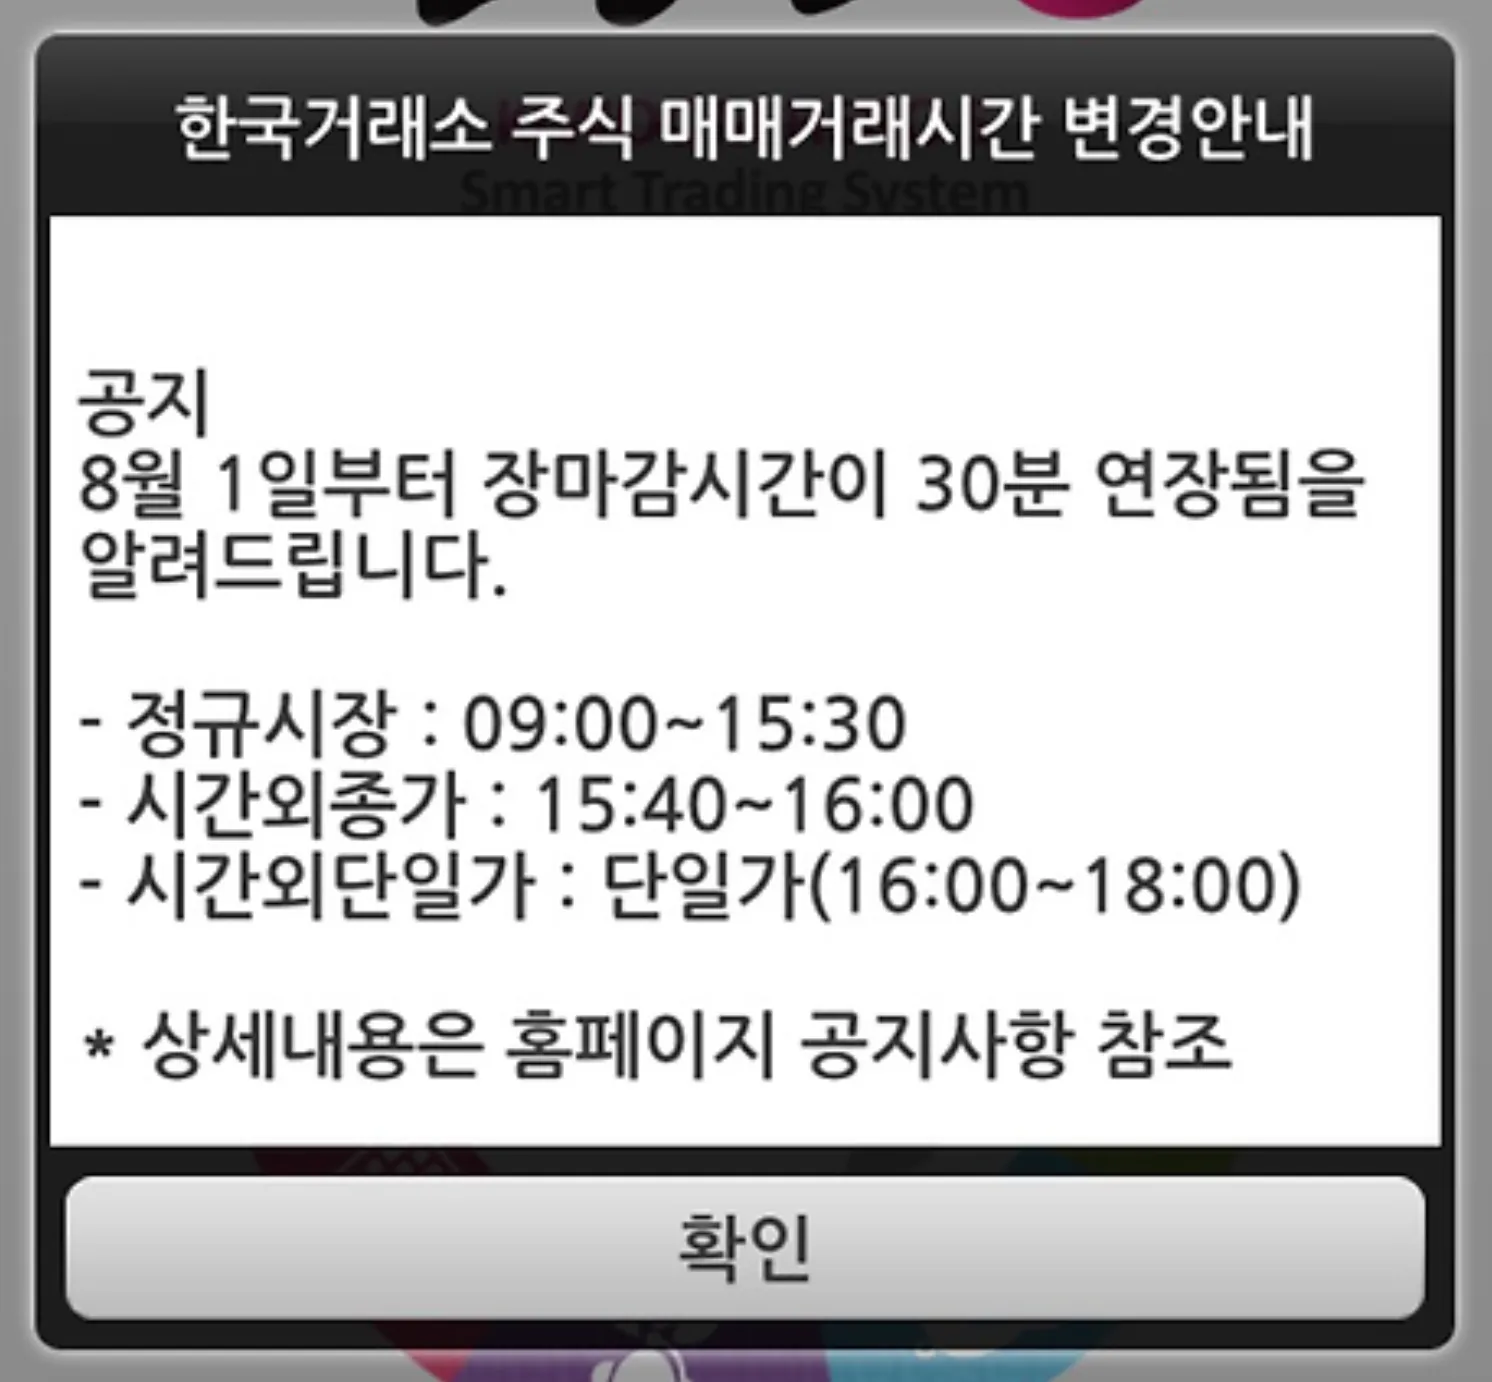 한국거래소 주식 매매거래시간 변경안내
Smart Trading System
공지
8월 1일부터 장마감시간이 30분 연장됨을
알려드립니다.
- 정규시장 : 09:00~15:30
- 시간외종가 : 15:40~16:00
- 시간외단일가 : 단일가(16:00~18:00)
* 상세내용은 홈페이지 공지사항 참조
확인